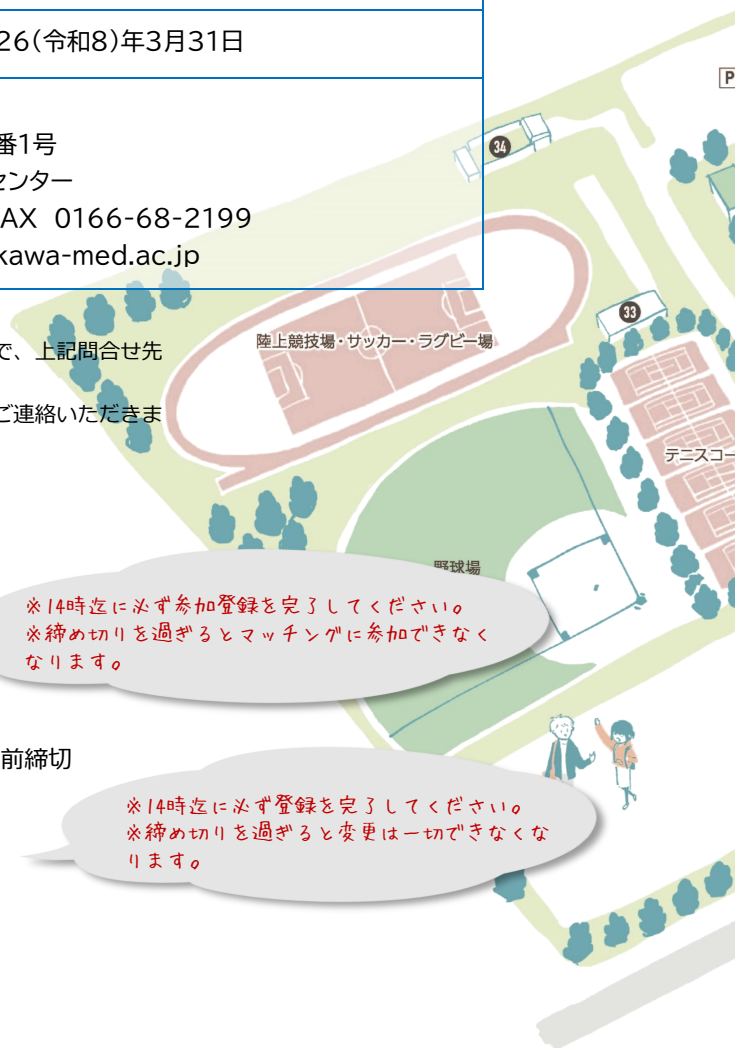 26(令和8)年3月31日
番1号
センター
AX 0166-68-2199
kawa-med.ac.jp
で、上記問合せ先
ご連絡いただきま
P
34
33
陸上競技場・サッカー・ラグビー場
テニスコー
野球場
※14時迄に必ず参加登録を完了してください。
※締め切りを過ぎるとマッチングに参加できなく
なります。
前締切
※14時迄に必ず登録を完了してください。
※締め切りを過ぎると変更は一切できなくな
ります。